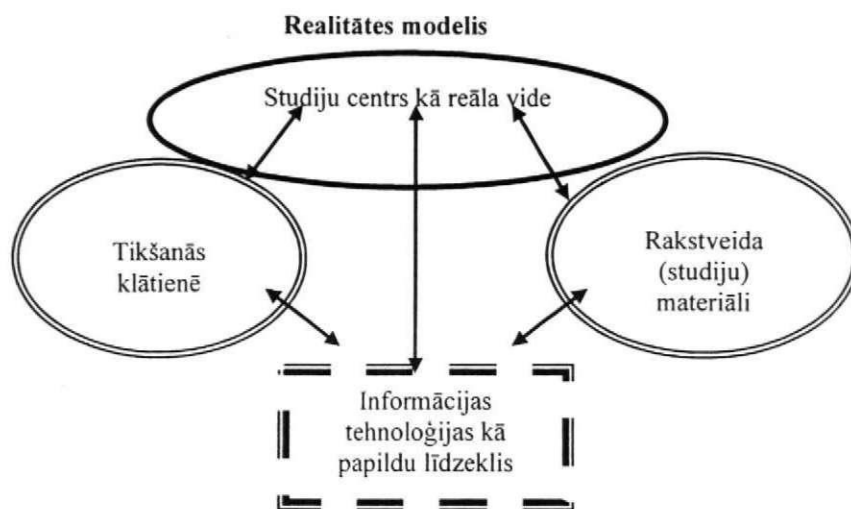 Realitātes modelis
Studiju centrs kā reāla vide
Tikšanās
klātienē
Rakstveida
(studiju)
materiāli
Informācijas
tehnoloģijas kā
papildu līdzeklis